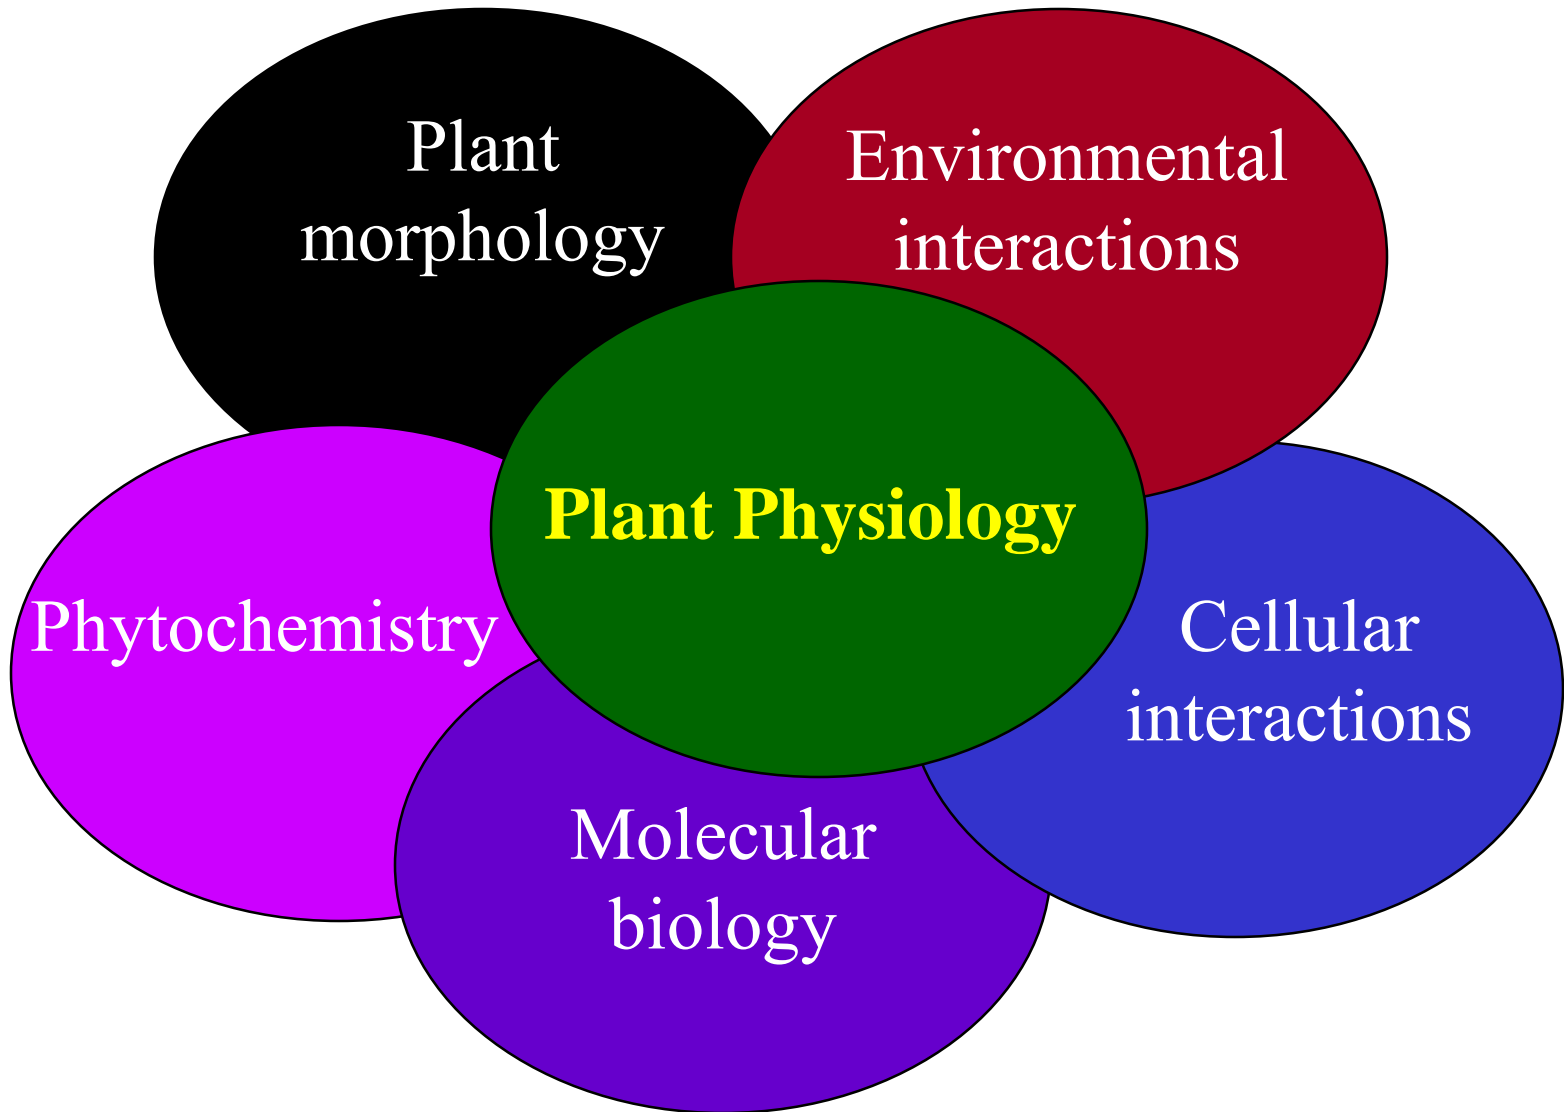 Plant
morphology
Environmental
interactions
Plant Physiology
Phytochemistry
Cellular
interactions
Molecular
biology